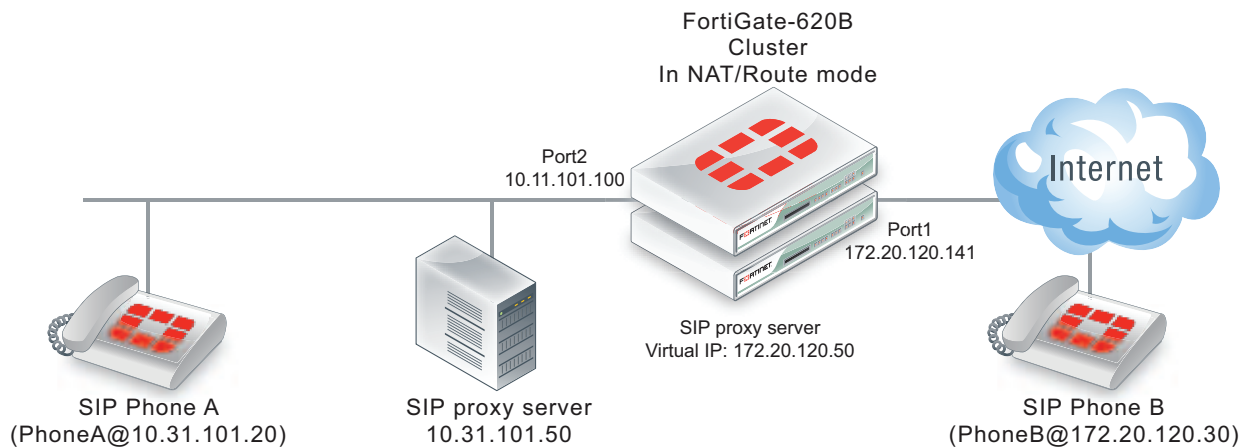 FortiGate-620B
Cluster
In NAT/Route mode
Port2
10.11.101.100
Internet
FORTINET
FORTINET
Port1
172.20.120.141
SIP proxy server
Virtual IP: 172.20.120.50
SIP Phone A
(PhoneA@10.31.101.20)
SIP proxy server
10.31.101.50
SIP Phone B
(PhoneB@172.20.120.30)